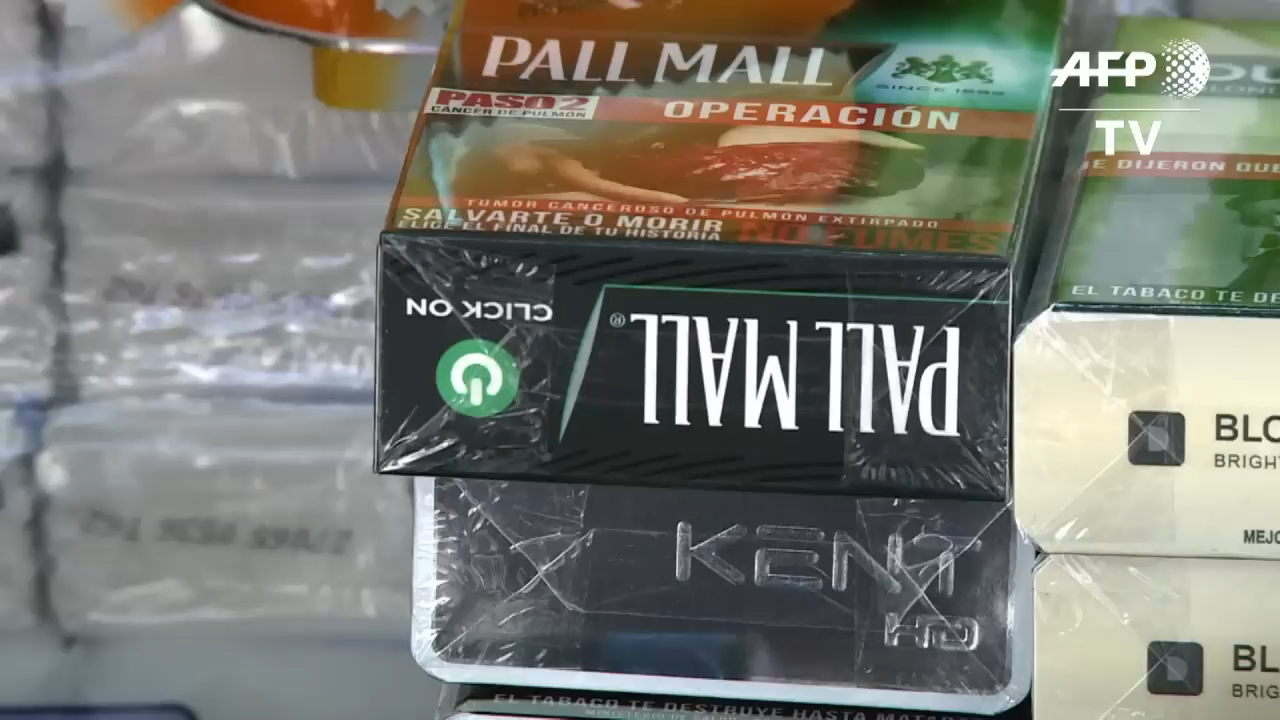 PALL MALL
SINCE 1899
PASO 2
CÁNCER DE PULMÓN
OPERACIÓN
TUMOR CANCEROSO DE PULMÓN EXTIRPADO
SALVARTE O MORIR
ELIGE EL FINAL DE TU HISTORIA
NO FUMES
CLICK ON
PALL MALL®
KENT
HD
EL TABACO TE DESTRUYE HASTA MATARTE
AFP
TV
E DIJERON QUE
EL TABACO TE DE
BLO
BRIGHT
MEJO
BL
BRIG